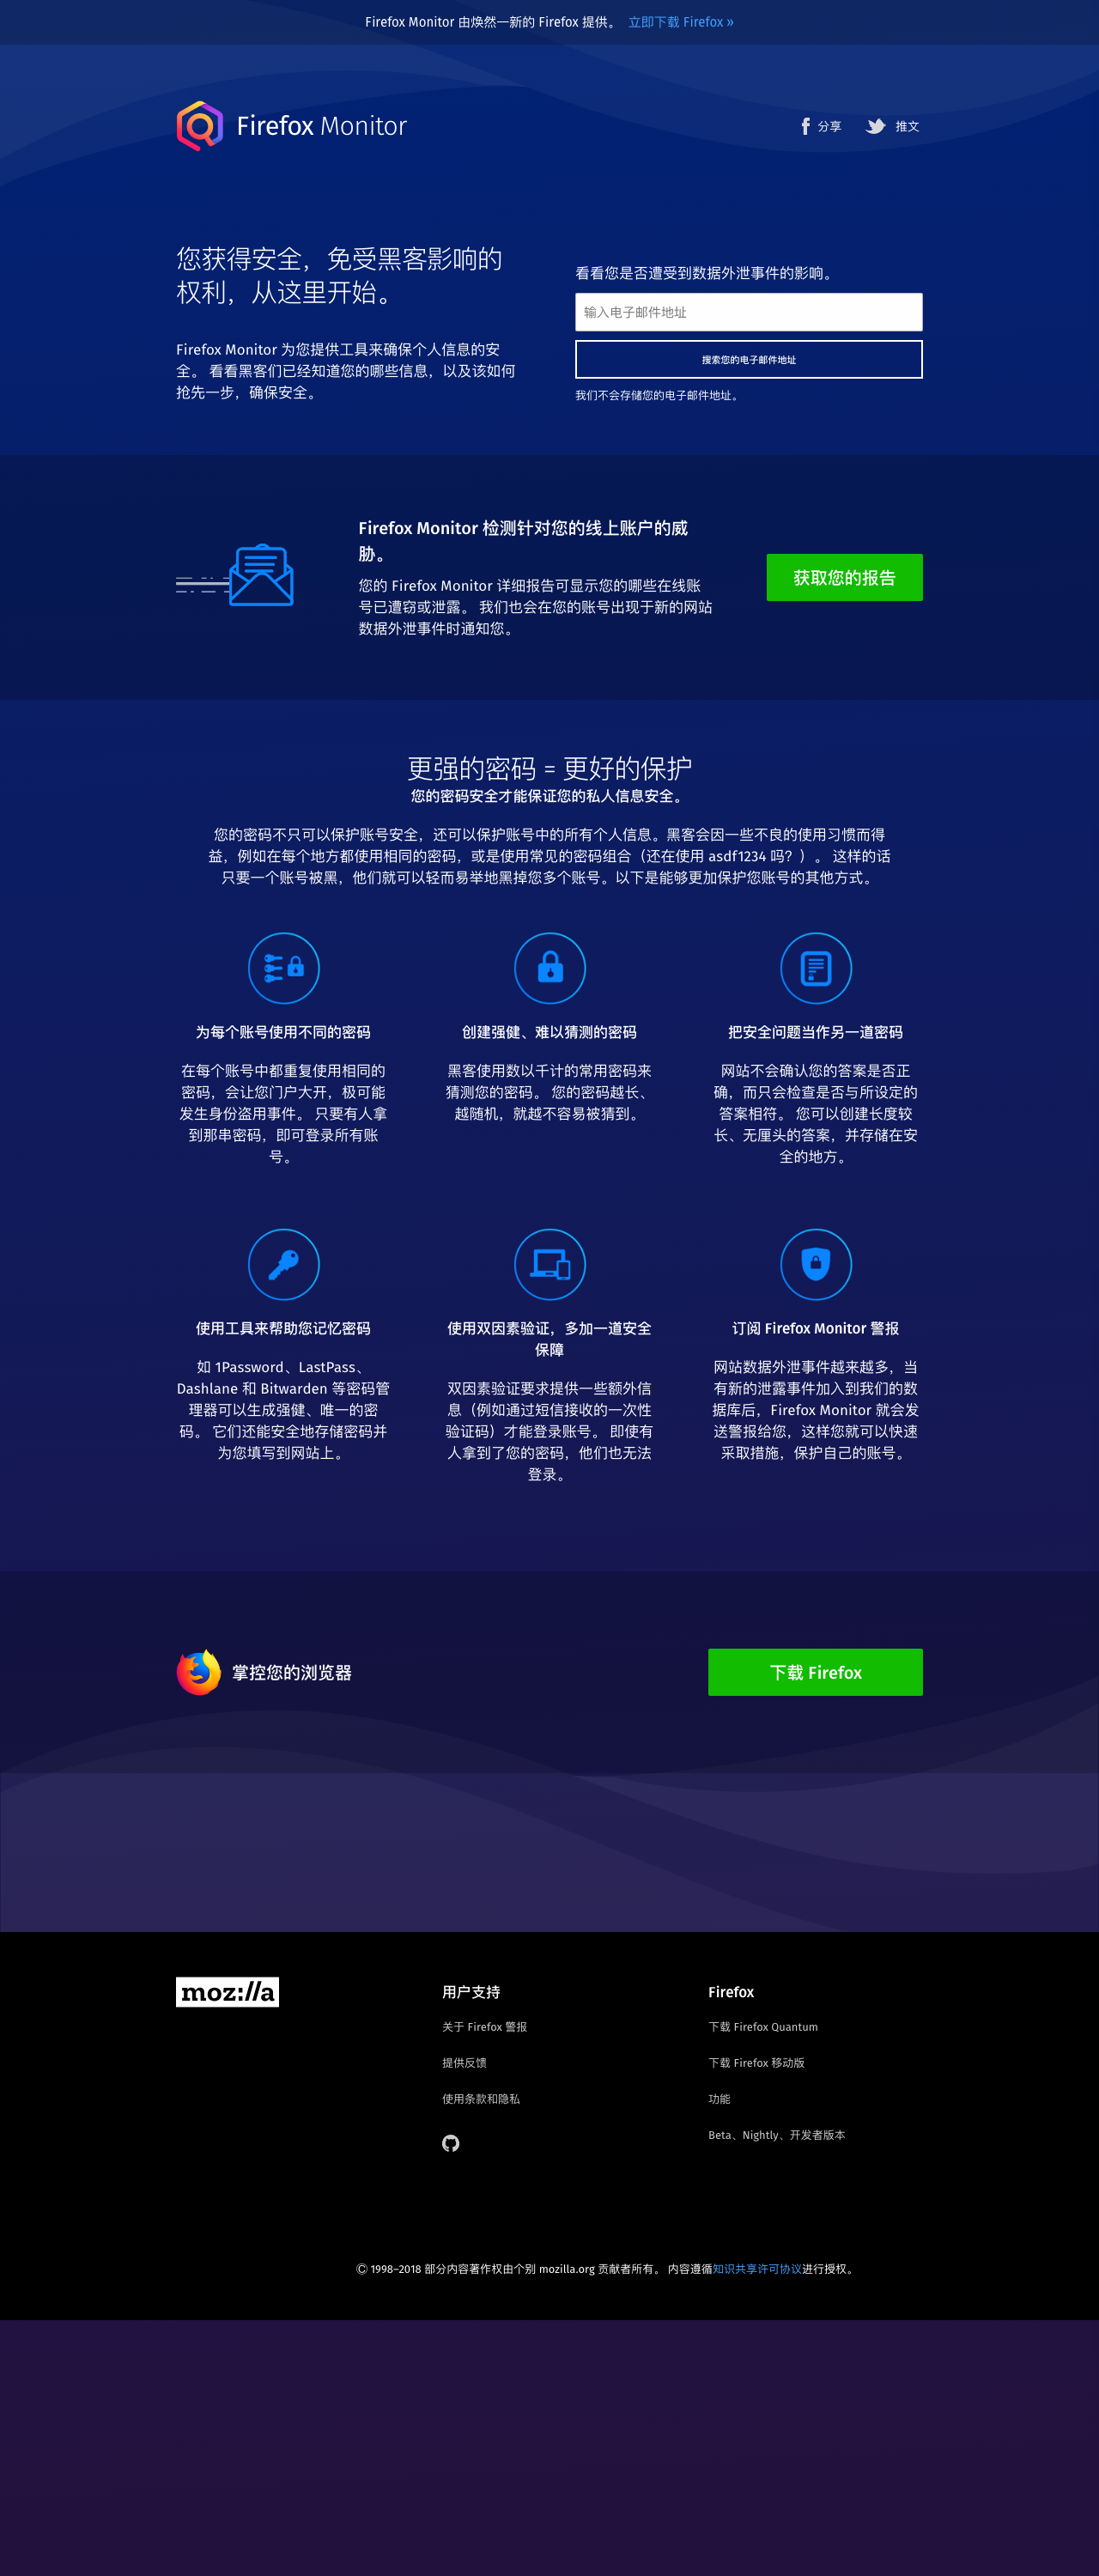 Firefox Monitor 由焕然一新的 Firefox 提供。 立即下载 Firefox »
Firefox Monitor
分享
推文
您获得安全，免受黑客影响的
权利，从这里开始。
Firefox Monitor 为您提供工具来确保个人信息的安
全。 看看黑客们已经知道您的哪些信息，以及该如何
抢先一步，确保安全。
看看您是否遭受到数据外泄事件的影响。
输入电子邮件地址
搜索您的电子邮件地址
我们不会存储您的电子邮件地址。
Firefox Monitor 检测针对您的线上账户的威
胁。
您的 Firefox Monitor 详细报告可显示您的哪些在线账
号已遭窃或泄露。 我们也会在您的账号出现于新的网站
数据外泄事件时通知您。
获取您的报告
更强的密码 = 更好的保护
您的密码安全才能保证您的私人信息安全。
您的密码不只可以保护账号安全，还可以保护账号中的所有个人信息。黑客会因一些不良的使用习惯而得
益，例如在每个地方都使用相同的密码，或是使用常见的密码组合（还在使用 asdf1234 吗？）。 这样的话
只要一个账号被黑，他们就可以轻而易举地黑掉您多个账号。以下是能够更加保护您账号的其他方式。
为每个账号使用不同的密码
在每个账号中都重复使用相同的
密码，会让您门户大开，极可能
发生身份盗用事件。 只要有人拿
到那串密码，即可登录所有账
号。
创建强健、难以猜测的密码
黑客使用数以千计的常用密码来
猜测您的密码。 您的密码越长、
越随机，就越不容易被猜到。
把安全问题当作另一道密码
网站不会确认您的答案是否正
确，而只会检查是否与所设定的
答案相符。 您可以创建长度较
长、无厘头的答案，并存储在安
全的地方。
使用工具来帮助您记忆密码
如 1Password、LastPass、
Dashlane 和 Bitwarden 等密码管
理器可以生成强健、唯一的密
码。 它们还能安全地存储密码并
为您填写到网站上。
使用双因素验证，多加一道安全
保障
双因素验证要求提供一些额外信
息（例如通过短信接收的一次性
验证码）才能登录账号。 即使有
人拿到了您的密码，他们也无法
登录。
订阅 Firefox Monitor 警报
网站数据外泄事件越来越多，当
有新的泄露事件加入到我们的数
据库后，Firefox Monitor 就会发
送警报给您，这样您就可以快速
采取措施，保护自己的账号。
掌控您的浏览器
下载 Firefox
moz://a
用户支持
关于 Firefox 警报
提供反馈
使用条款和隐私
Firefox
下载 Firefox Quantum
下载 Firefox 移动版
功能
Beta、Nightly、开发者版本
© 1998–2018 部分内容著作权由个别 mozilla.org 贡献者所有。 内容遵循知识共享许可协议进行授权。